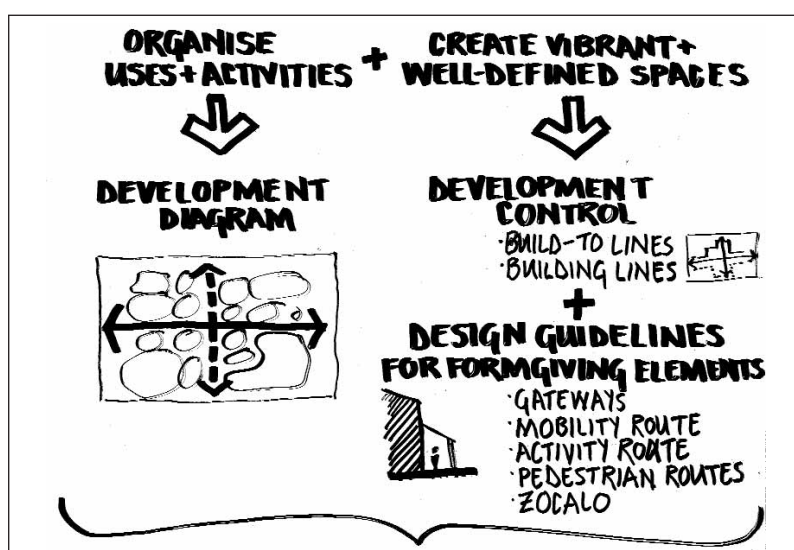 ORGANISE
USES + ACTIVITIES
+
CREATE VIBRANT +
WELL-DEFINED SPACES
DEVELOPMENT
DIAGRAM
DEVELOPMENT
CONTROL
·BUILD-TO LINES
·BUILDING LINES
+
DESIGN GUIDELINES
FOR FORMGIVING ELEMENTS
·GATEWAYS
·MOBILITY ROUTE
·ACTIVITY ROUTE
·PEDESTRIAN ROUTES
·ZOCALO